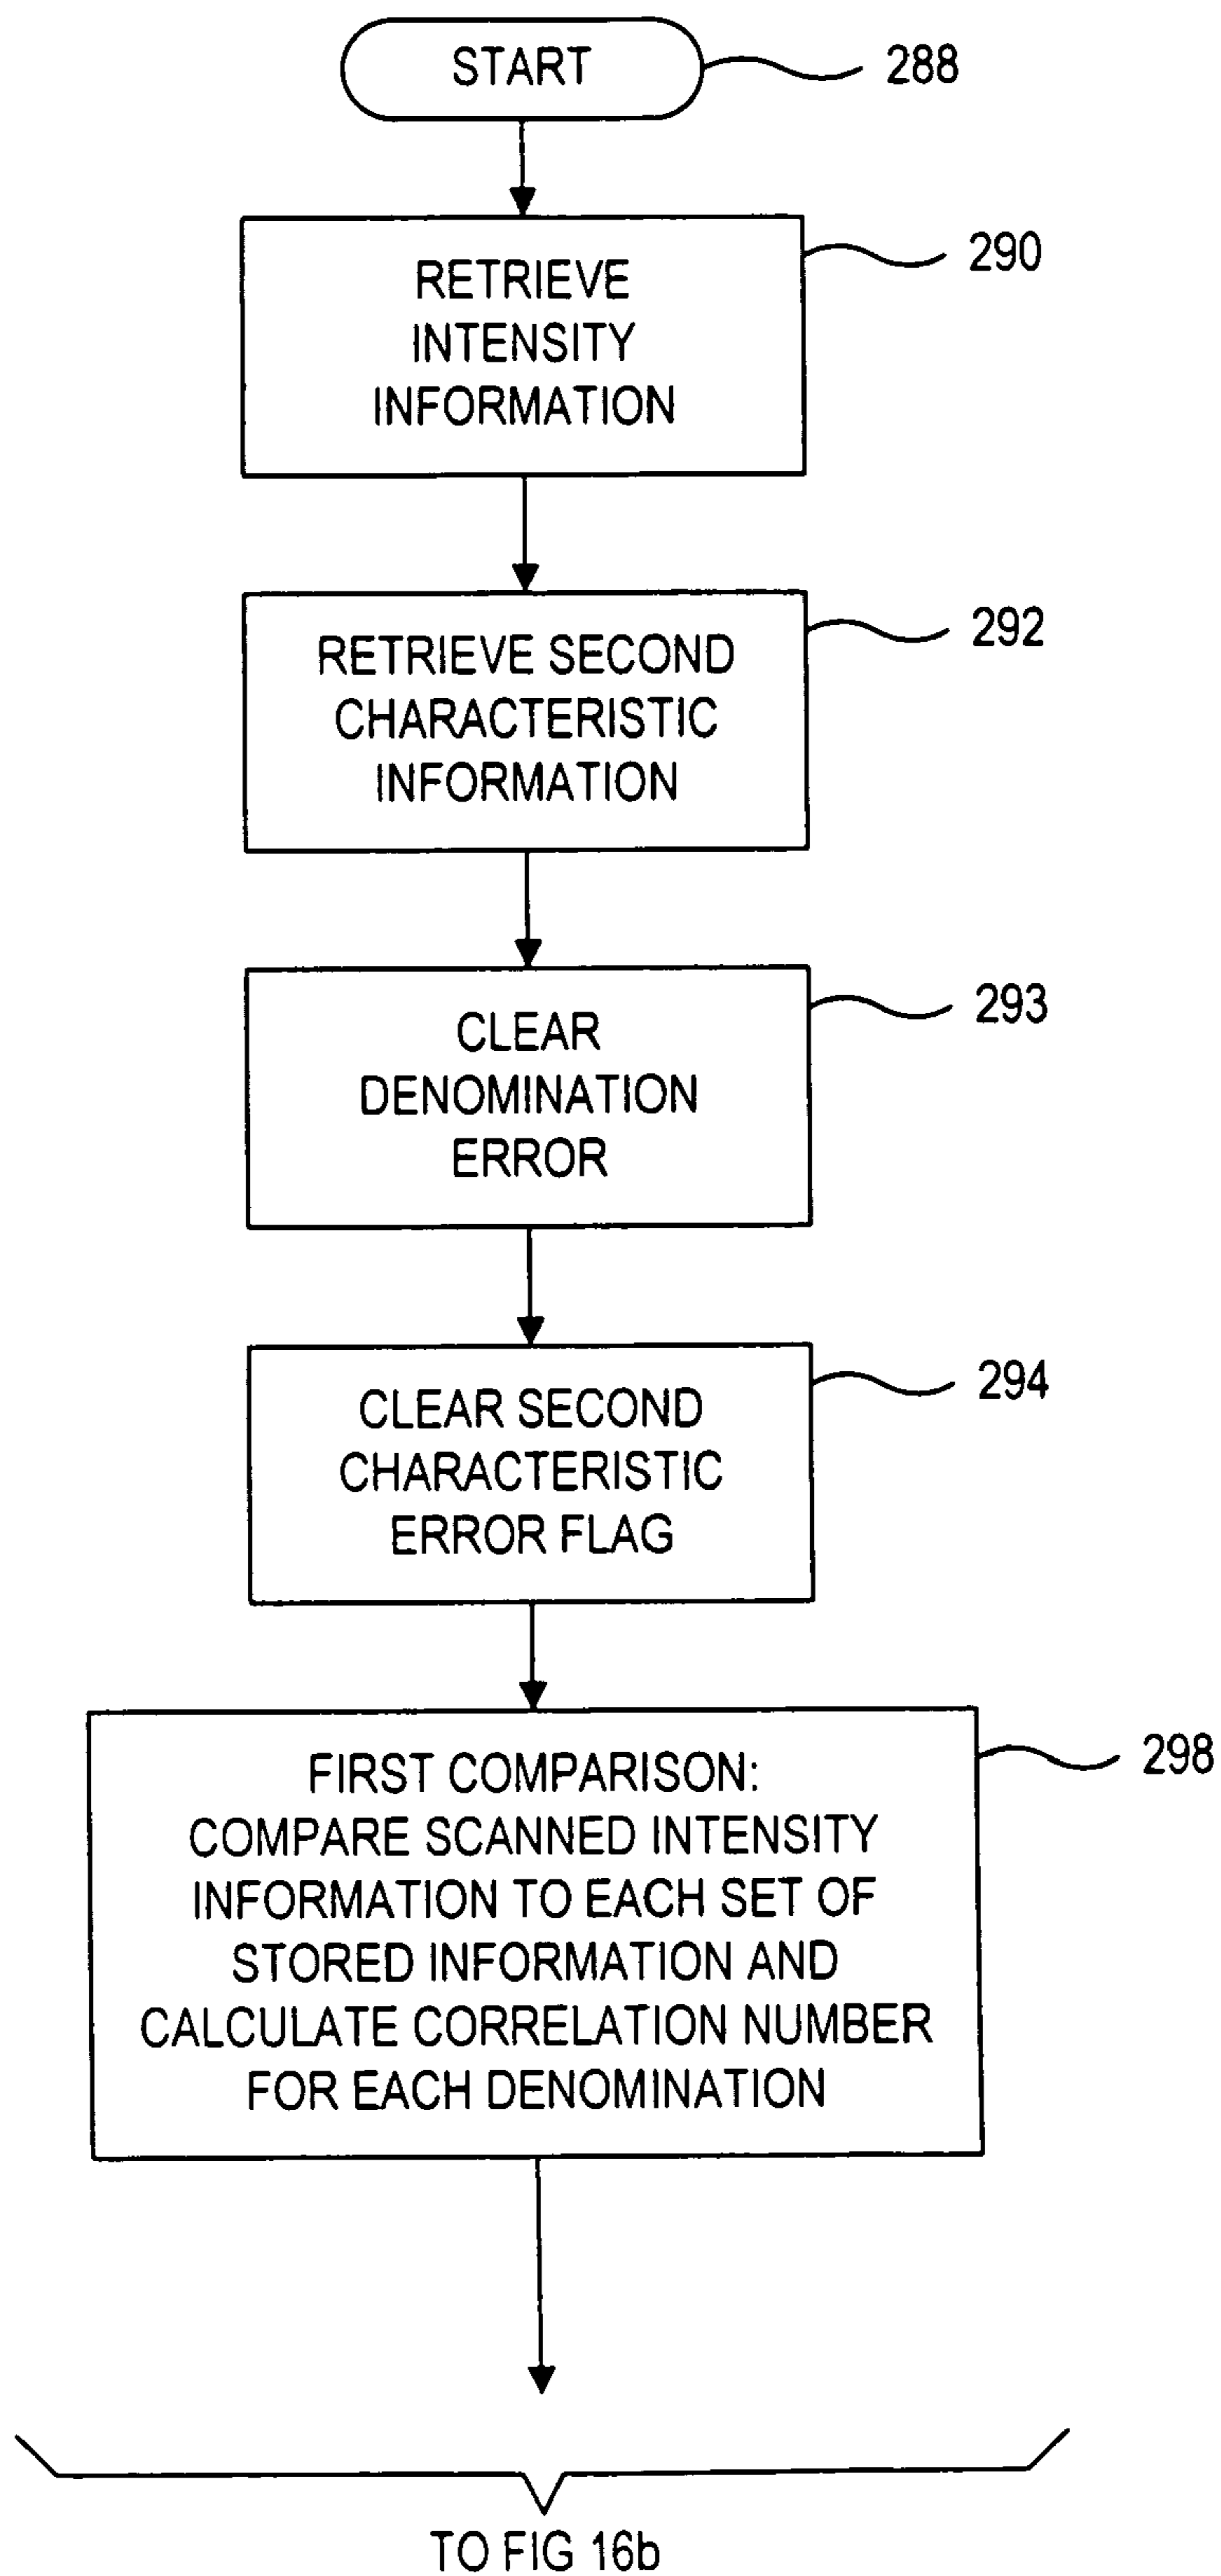 START
288
RETRIEVE
INTENSITY
INFORMATION
290
RETRIEVE SECOND
CHARACTERISTIC
INFORMATION
292
CLEAR
DENOMINATION
ERROR
293
CLEAR SECOND
CHARACTERISTIC
ERROR FLAG
294
FIRST COMPARISON:
COMPARE SCANNED INTENSITY
INFORMATION TO EACH SET OF
STORED INFORMATION AND
CALCULATE CORRELATION NUMBER
FOR EACH DENOMINATION
298
TO FIG 16b